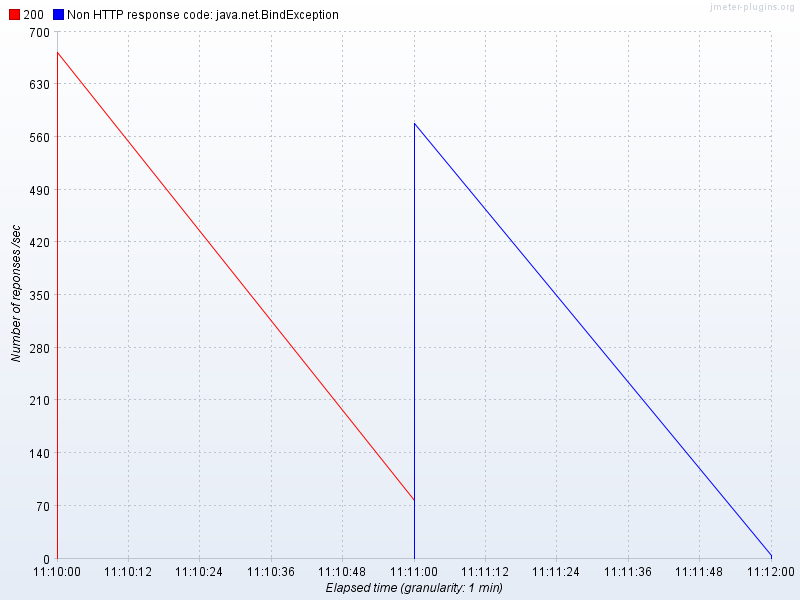 jmeter-plugins.org
200 Non HTTP response code: java.net.BindException
700
630
560
490
420
350
280
210
140
70
0
Number of reponses /sec
11:10:00 11:10:12 11:10:24 11:10:36 11:10:48 11:11:00 11:11:12 11:11:24 11:11:36 11:11:48 11:12:00
Elapsed time (granularity: 1 min)